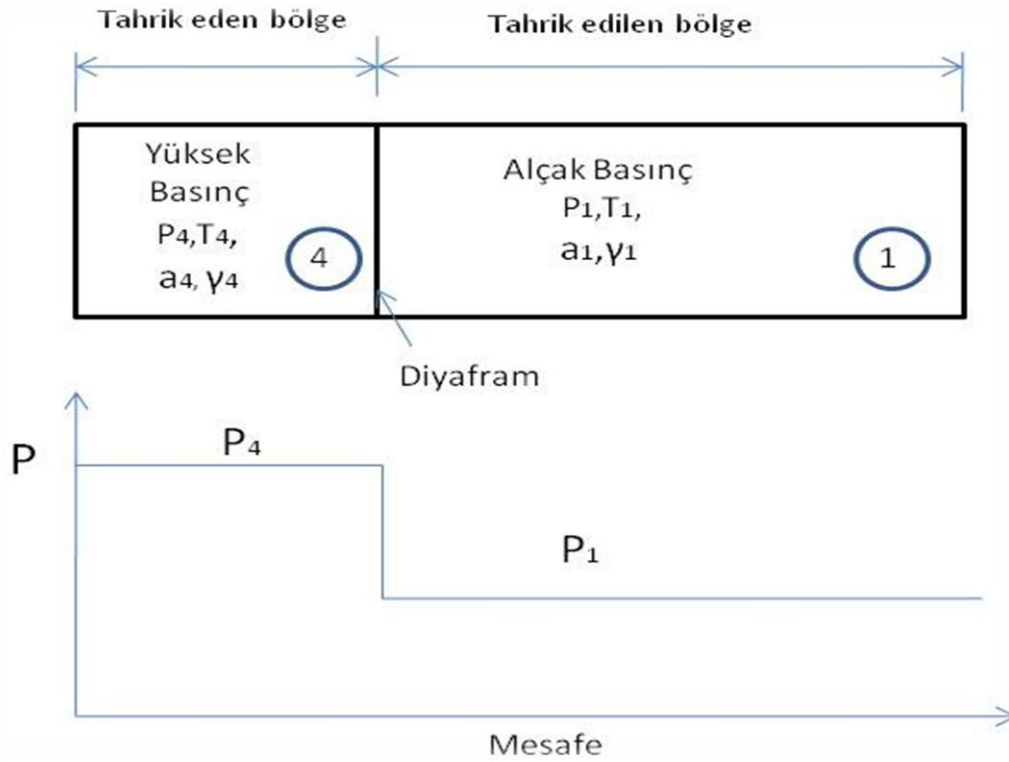 Tahrik eden bölge
Tahrik edilen bölge
Yüksek
Basınç
P₄,T₄,
a₄, γ₄
4
Alçak Basınç
P₁,T₁,
a₁,γ₁
1
Diyafram
P
P₄
P₁
Mesafe